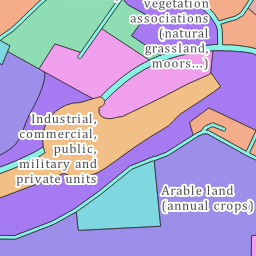 vegetation
associations
(natural
grassland,
moors...)
Industrial,
commercial,
public,
military and
private units
Arable land
(annual crops)